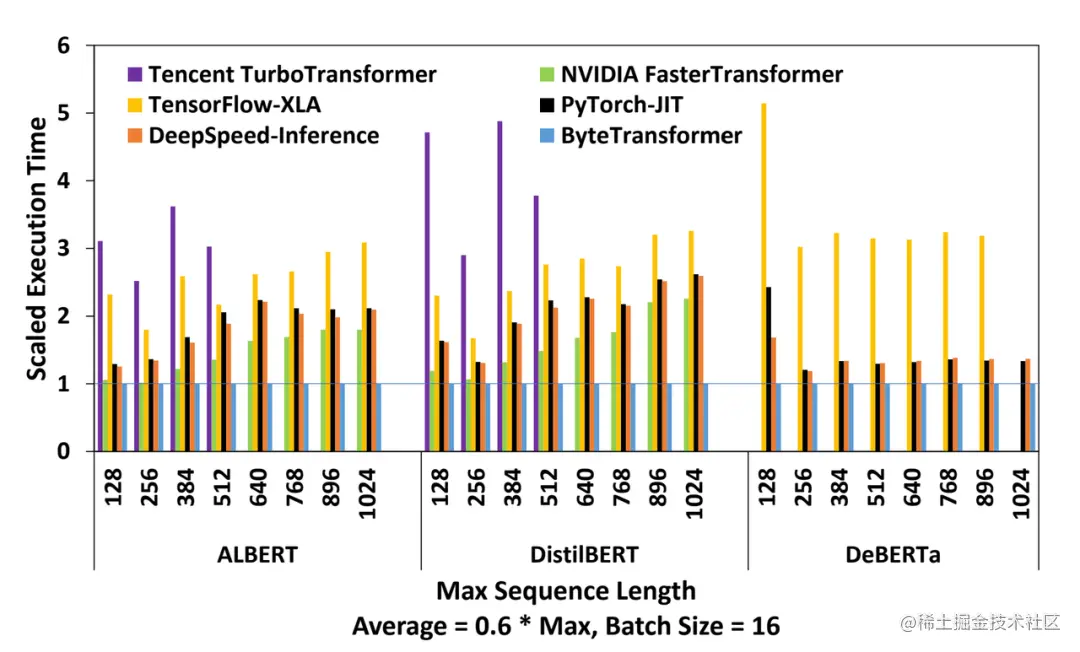 6
5
4
3
2
1
0
Scaled Execution Time
Tencent TurboTransformer
NVIDIA FasterTransformer
TensorFlow-XLA
PyTorch-JIT
DeepSpeed-Inference
ByteTransformer
128 256 384 512 640 768 896 1024 128 256 384 512 640 768 896 1024 128 256 384 512 640 768 896 1024
ALBERT DistilBERT DeBERTa
Max Sequence Length
Average = 0.6 * Max, Batch Size = 16
@稀土掘金技术社区